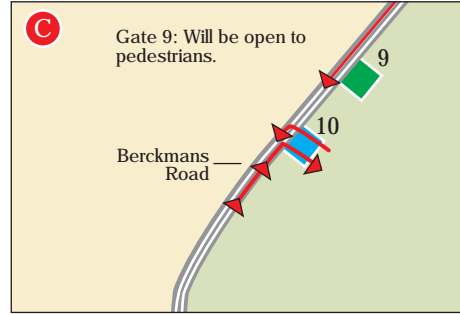 C
Gate 9: Will be open to
pedestrians.
9
10
Berckmans
Road